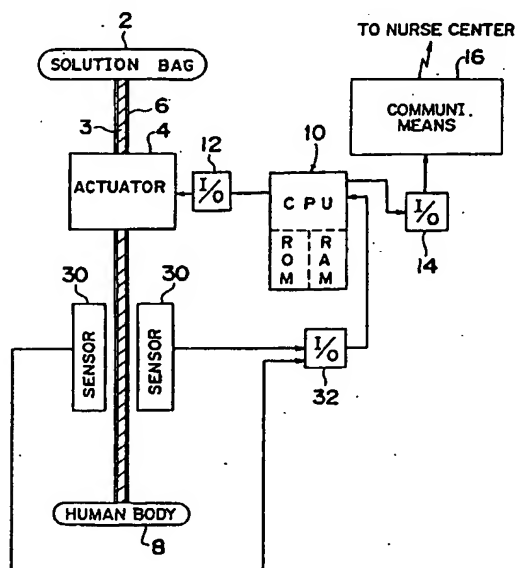 2
SOLUTION BAG
3
6
4
ACTUATOR
12
I/O
10
CPU
ROM
RAM
TO NURSE CENTER
16
COMMUNI.
MEANS
I/O
14
30
SENSOR
30
SENSOR
I/O
32
HUMAN BODY
8